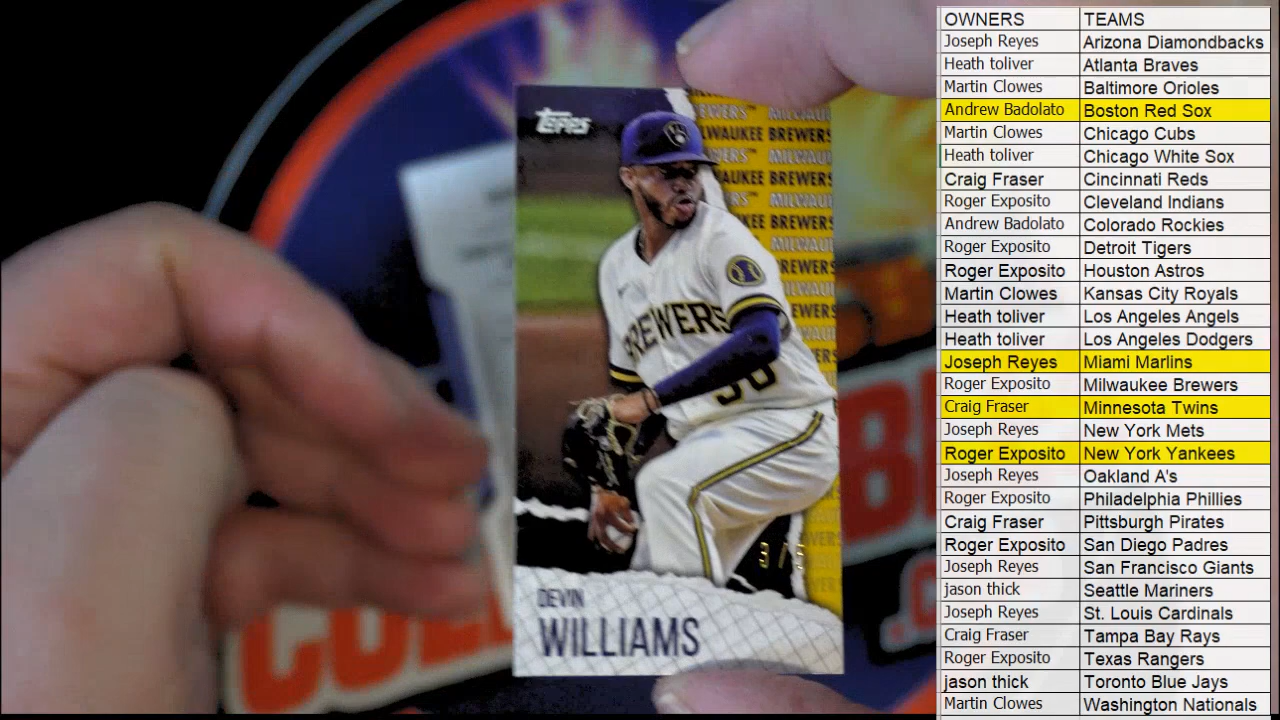 Topps
BREWERS™ MILWAUKEE
MILWAUKEE BREWERS
BREWERS
30
3/5
DEVIN
WILLIAMS
OWNERS TEAMS
Joseph Reyes Arizona Diamondbacks
Heath toliver Atlanta Braves
Martin Clowes Baltimore Orioles
Andrew Badolato Boston Red Sox
Martin Clowes Chicago Cubs
Heath toliver Chicago White Sox
Craig Fraser Cincinnati Reds
Roger Exposito Cleveland Indians
Andrew Badolato Colorado Rockies
Roger Exposito Detroit Tigers
Roger Exposito Houston Astros
Martin Clowes Kansas City Royals
Heath toliver Los Angeles Angels
Heath toliver Los Angeles Dodgers
Joseph Reyes Miami Marlins
Roger Exposito Milwaukee Brewers
Craig Fraser Minnesota Twins
Joseph Reyes New York Mets
Roger Exposito New York Yankees
Joseph Reyes Oakland A's
Roger Exposito Philadelphia Phillies
Craig Fraser Pittsburgh Pirates
Roger Exposito San Diego Padres
Joseph Reyes San Francisco Giants
jason thick Seattle Mariners
Joseph Reyes St. Louis Cardinals
Craig Fraser Tampa Bay Rays
Roger Exposito Texas Rangers
jason thick Toronto Blue Jays
Martin Clowes Washington Nationals